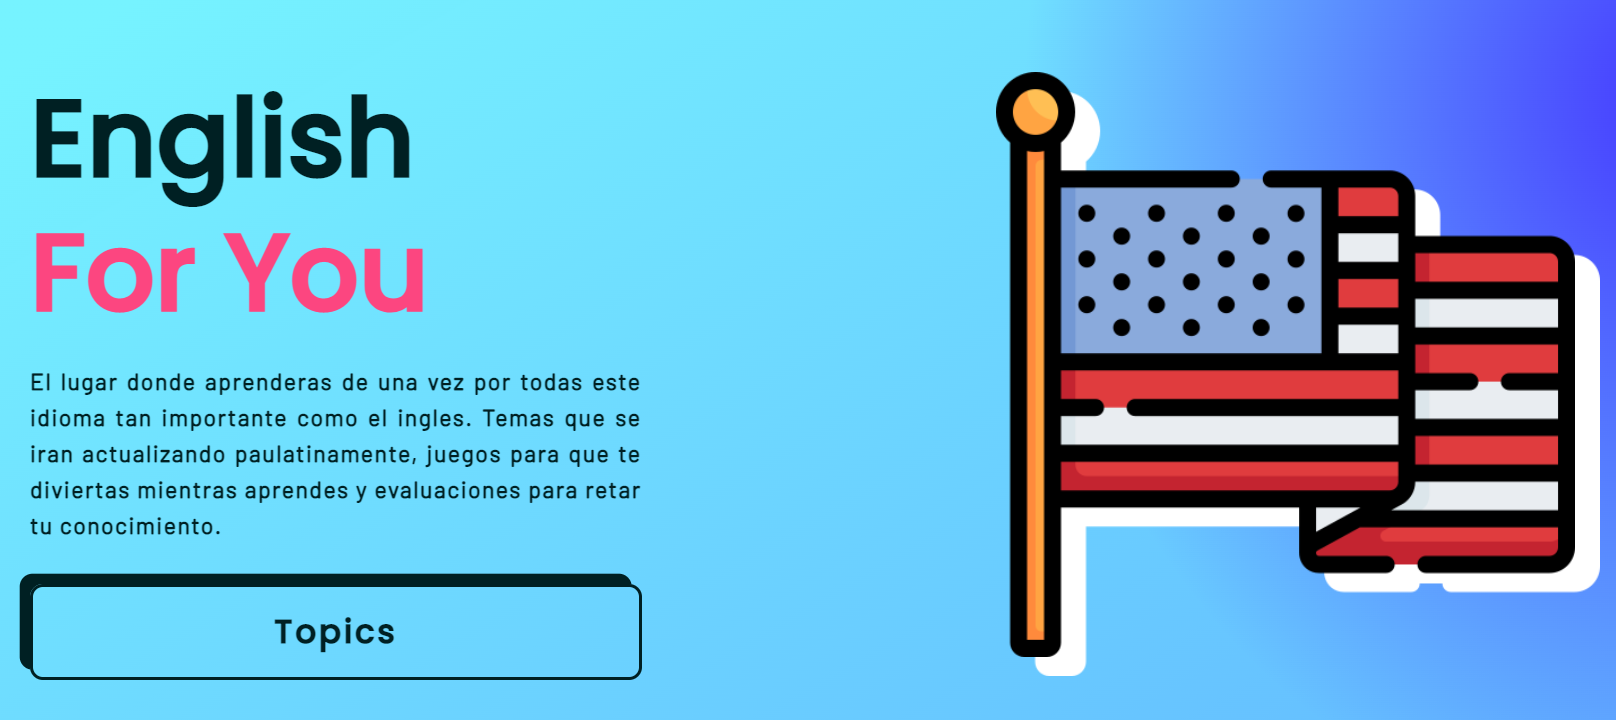 English
For You
El lugar donde aprenderas de una vez por todas este
idioma tan importante como el ingles. Temas que se
iran actualizando paulatinamente, juegos para que te
diviertas mientras aprendes y evaluaciones para retar
tu conocimiento.
Topics